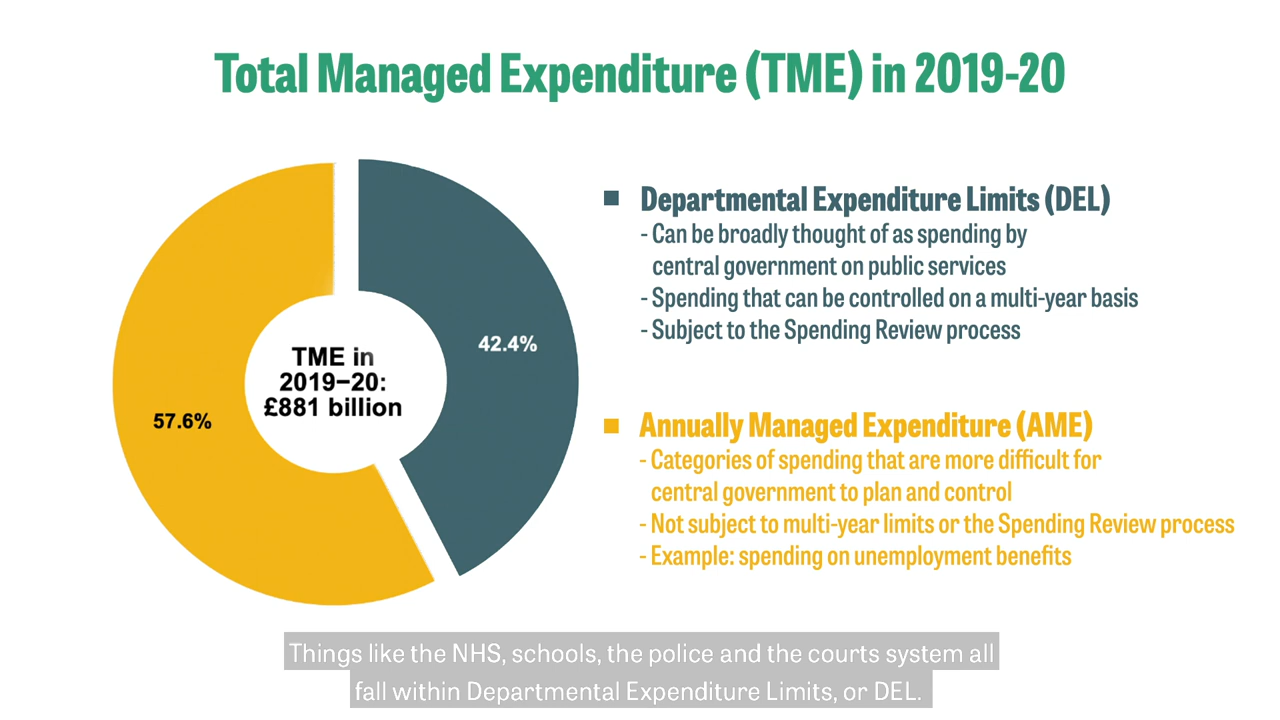 Total Managed Expenditure (TME) in 2019-20
42.4%
57.6%
TME in
2019–20:
£881 billion
Departmental Expenditure Limits (DEL)
- Can be broadly thought of as spending by
central government on public services
- Spending that can be controlled on a multi-year basis
- Subject to the Spending Review process
Annually Managed Expenditure (AME)
- Categories of spending that are more difficult for
central government to plan and control
- Not subject to multi-year limits or the Spending Review process
- Example: spending on unemployment benefits
Things like the NHS, schools, the police and the courts system all
fall within Departmental Expenditure Limits, or DEL.